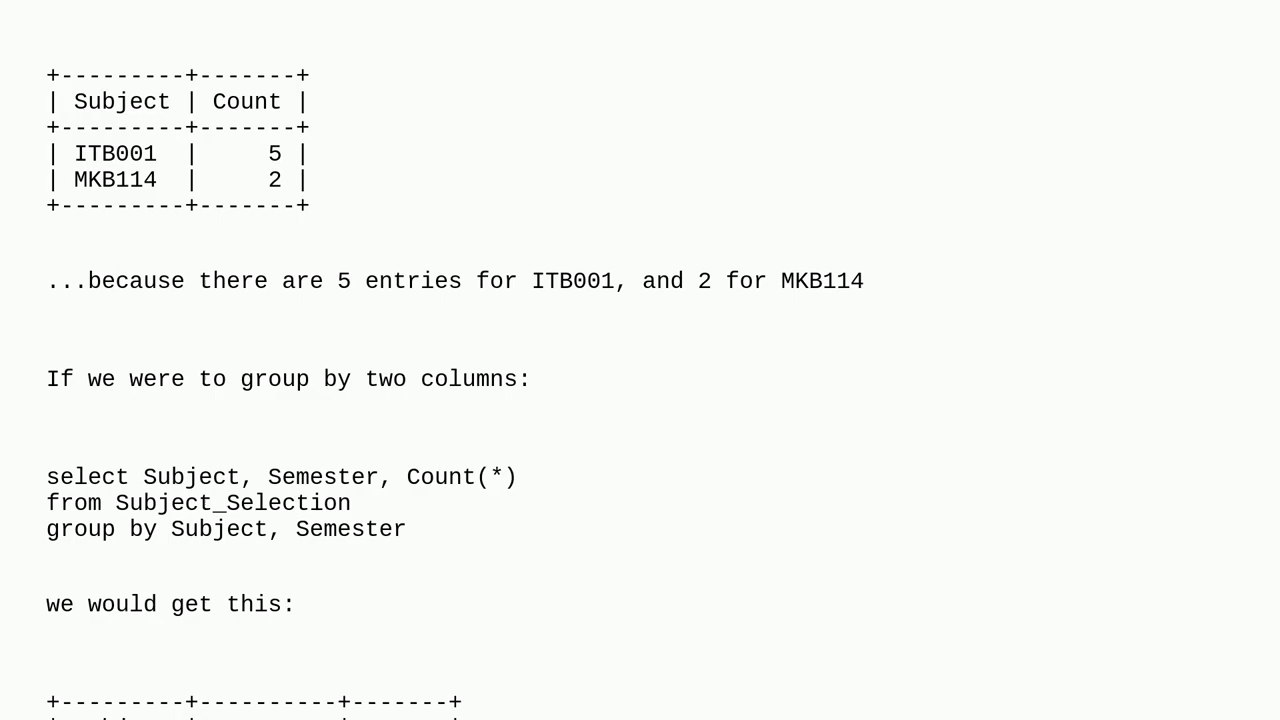 +---------+-------+
| Subject | Count |
+---------+-------+
| ITB001  |     5 |
| MKB114  |     2 |
+---------+-------+
...because there are 5 entries for ITB001, and 2 for MKB114
If we were to group by two columns:
select Subject, Semester, Count(*)
from Subject_Selection
group by Subject, Semester
we would get this:
+---------+----------+-------+